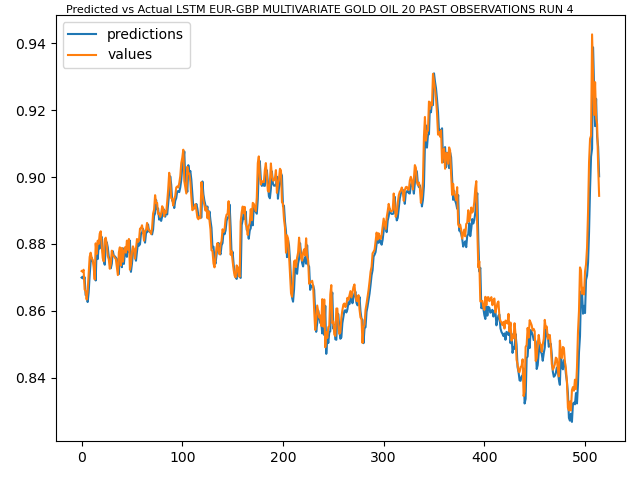 Predicted vs Actual LSTM EUR-GBP MULTIVARIATE GOLD OIL 20 PAST OBSERVATIONS RUN 4
predictions
values
0.94
0.92
0.90
0.88
0.86
0.84
0 100 200 300 400 500